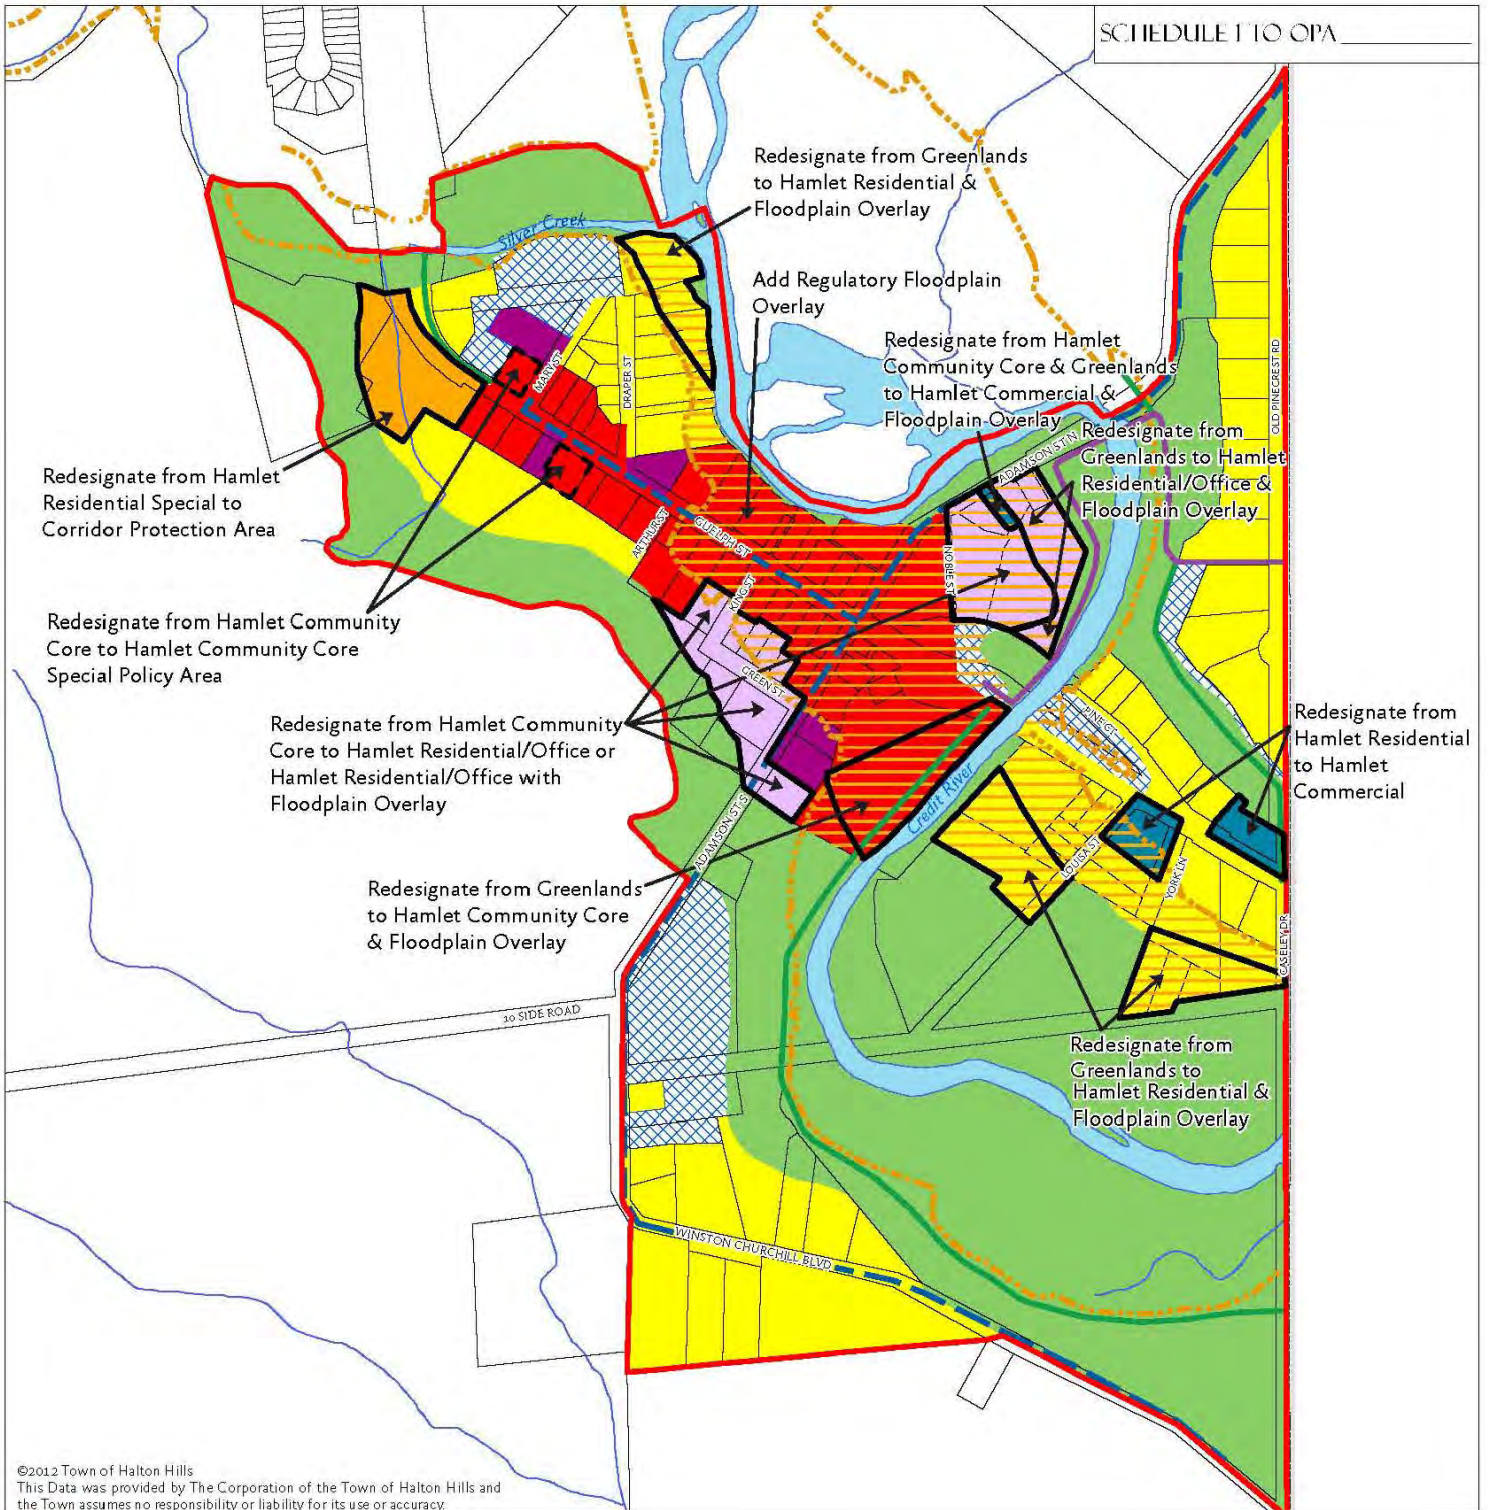 SCHEDULE 1 TO OPA
Redesignate from Greenlands
to Hamlet Residential &
Floodplain Overlay
Silver Creek
Add Regulatory Floodplain
Overlay
Redesignate from Hamlet
Community Core & Greenlands
to Hamlet Commercial &
Floodplain Overlay
OLD PINECREST RD
MARY ST
DRAPER ST
Redesignate from
Greenlands to Hamlet
Residential/Office &
Floodplain Overlay
ADAMSON ST N
Redesignate from Hamlet
Residential Special to
Corridor Protection Area
ARTHUR ST
GUELPH ST
NOBLE ST
KING ST
Redesignate from Hamlet Community
Core to Hamlet Community Core
Special Policy Area
GREEN ST
Redesignate from Hamlet Community
Core to Hamlet Residential/Office or
Hamlet Residential/Office with
Floodplain Overlay
PINE CT
Redesignate from
Hamlet Residential
to Hamlet
Commercial
Credit River
ADAMSON ST S
LOUISA ST
YORK LN
Redesignate from Greenlands
to Hamlet Community Core
& Floodplain Overlay
CASELEY DR
10 SIDE ROAD
Redesignate from
Greenlands to
Hamlet Residential &
Floodplain Overlay
WINSTON CHURCHILL BLVD
©2012 Town of Halton Hills
This Data was provided by The Corporation of the Town of Halton Hills and
the Town assumes no responsibility or liability for its use or accuracy.